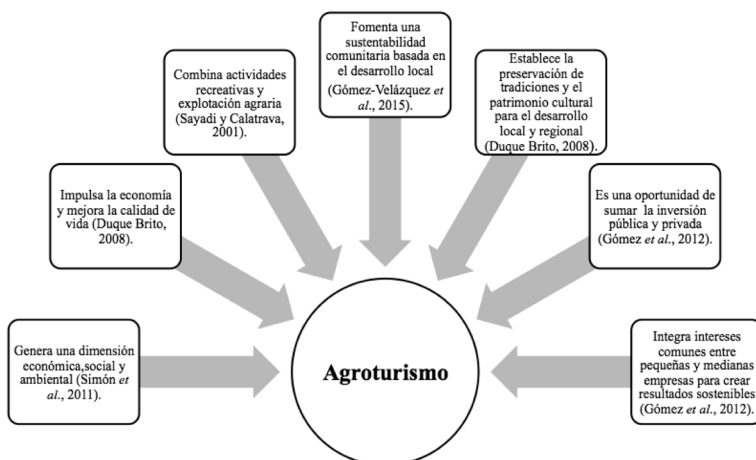 Genera una dimensión
económica,social y
ambiental (Simón et
al., 2011).
Impulsa la economía
y mejora la calidad de
vida (Duque Brito,
2008).
Combina actividades
recreativas y
explotación agraria
(Sayadi y Calatrava,
2001).
Fomenta una
sustentabilidad
comunitaria basada en
el desarrollo local
(Gómez-Velázquez et
al., 2015).
Establece la
preservación de
tradiciones y el
patrimonio cultural
para el desarrollo
local y regional
(Duque Brito, 2008).
Es una oportunidad de
sumar la inversión
pública y privada
(Gómez et al., 2012).
Integra intereses
comunes entre
pequeñas y medianas
empresas para crear
resultados sostenibles
(Gómez et al., 2012).
Agroturismo